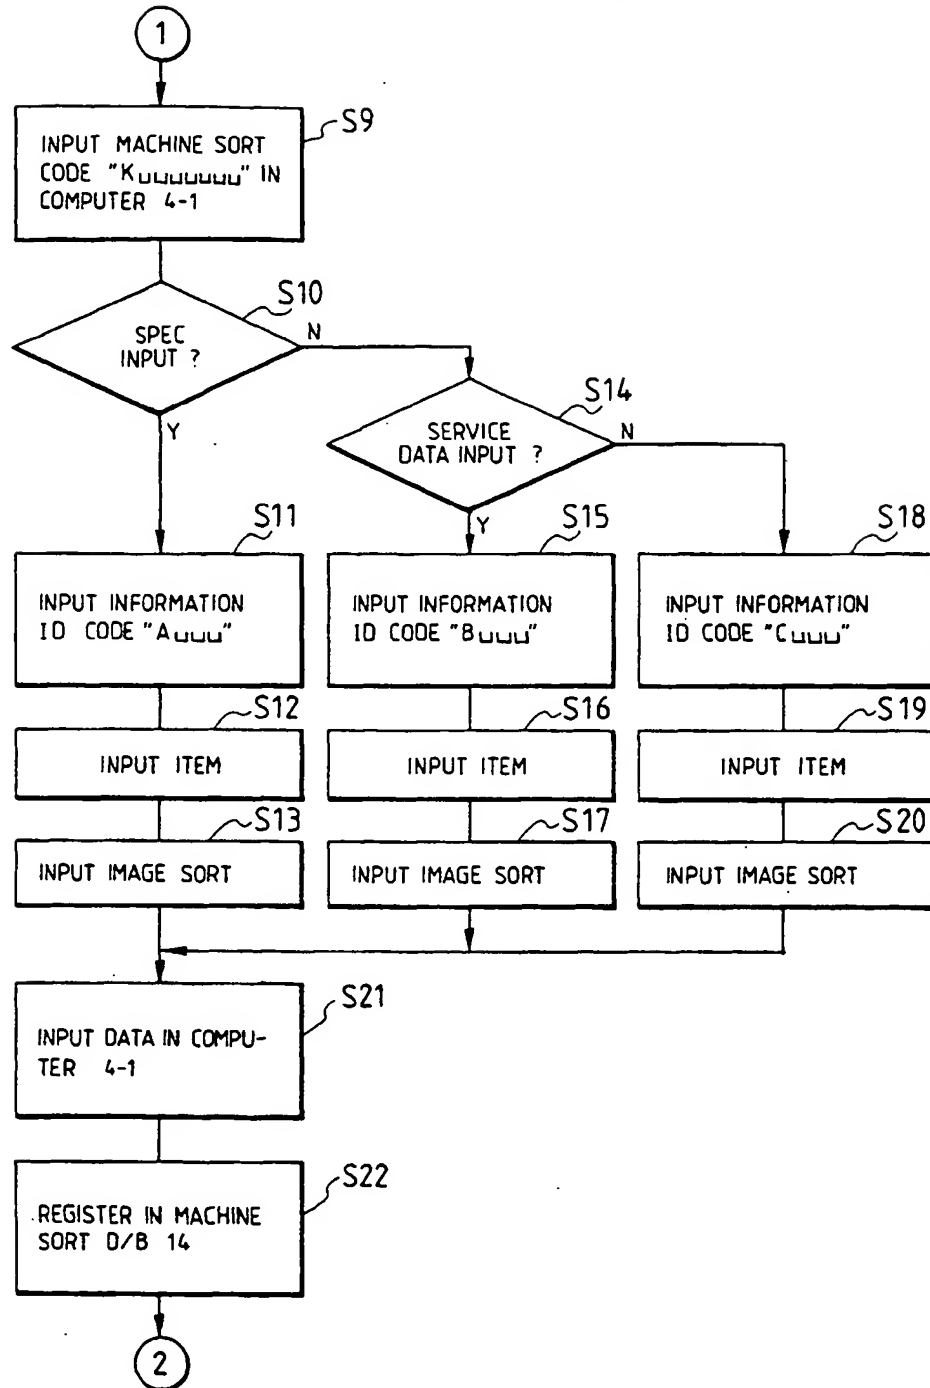 1
S9
INPUT MACHINE SORT
CODE "K␣␣␣␣␣␣␣" IN
COMPUTER 4-1
S10
SPEC
INPUT ?
N
Y
S14
SERVICE
DATA INPUT ?
N
Y
S11
INPUT INFORMATION
ID CODE "A␣␣␣"
S15
INPUT INFORMATION
ID CODE "B␣␣␣"
S18
INPUT INFORMATION
ID CODE "C␣␣␣"
S12
INPUT ITEM
S16
INPUT ITEM
S19
INPUT ITEM
S13
INPUT IMAGE SORT
S17
INPUT IMAGE SORT
S20
INPUT IMAGE SORT
S21
INPUT DATA IN COMPU-
TER 4-1
S22
REGISTER IN MACHINE
SORT D/B 14
2